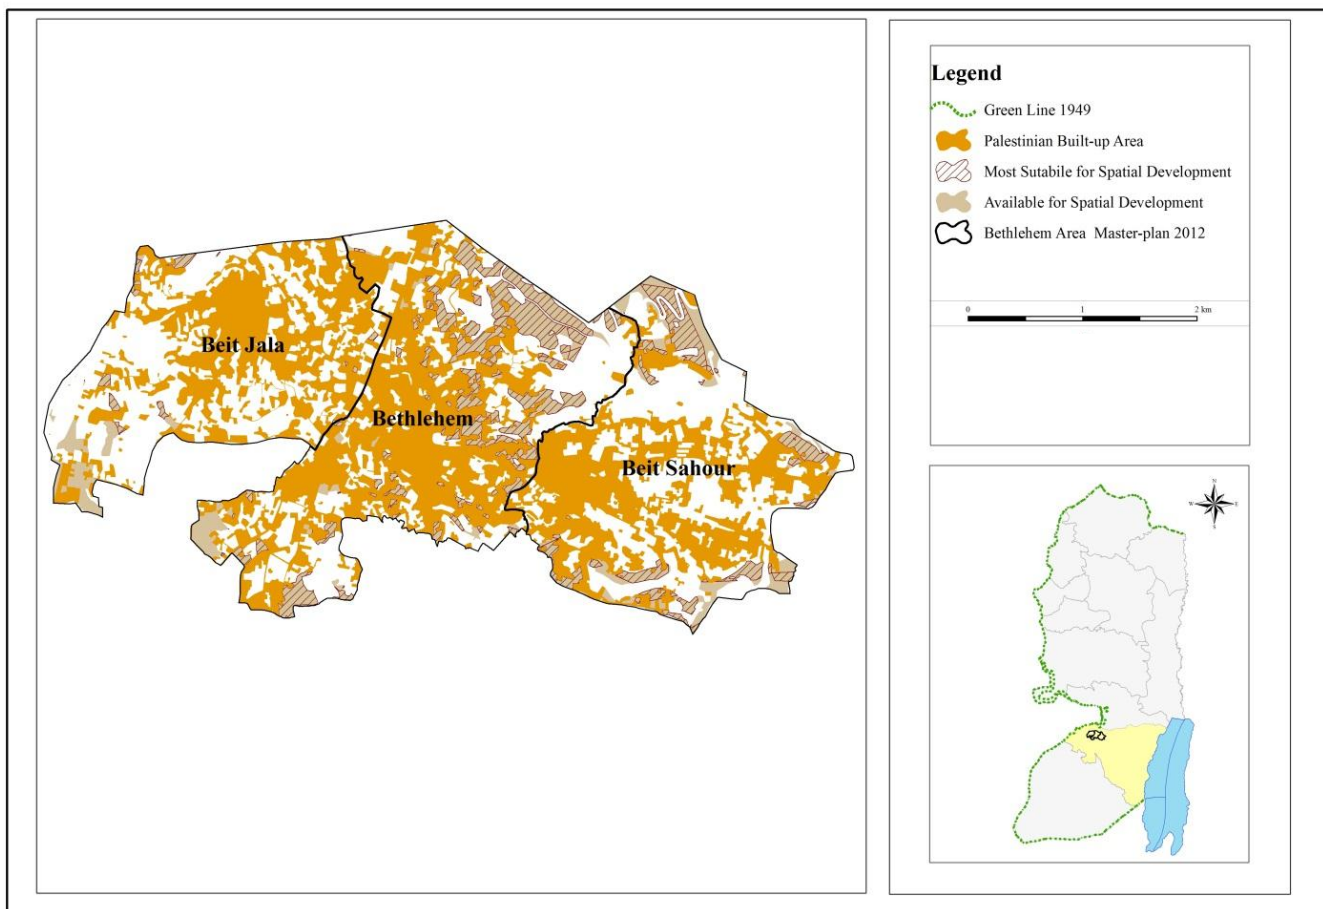 Beit Jala
Bethlehem
Beit Sahour
Legend
Green Line 1949
Palestinian Built-up Area
Most Sutabile for Spatial Development
Available for Spatial Development
Bethlehem Area Master-plan 2012
0 1 2 km
N
W E
S